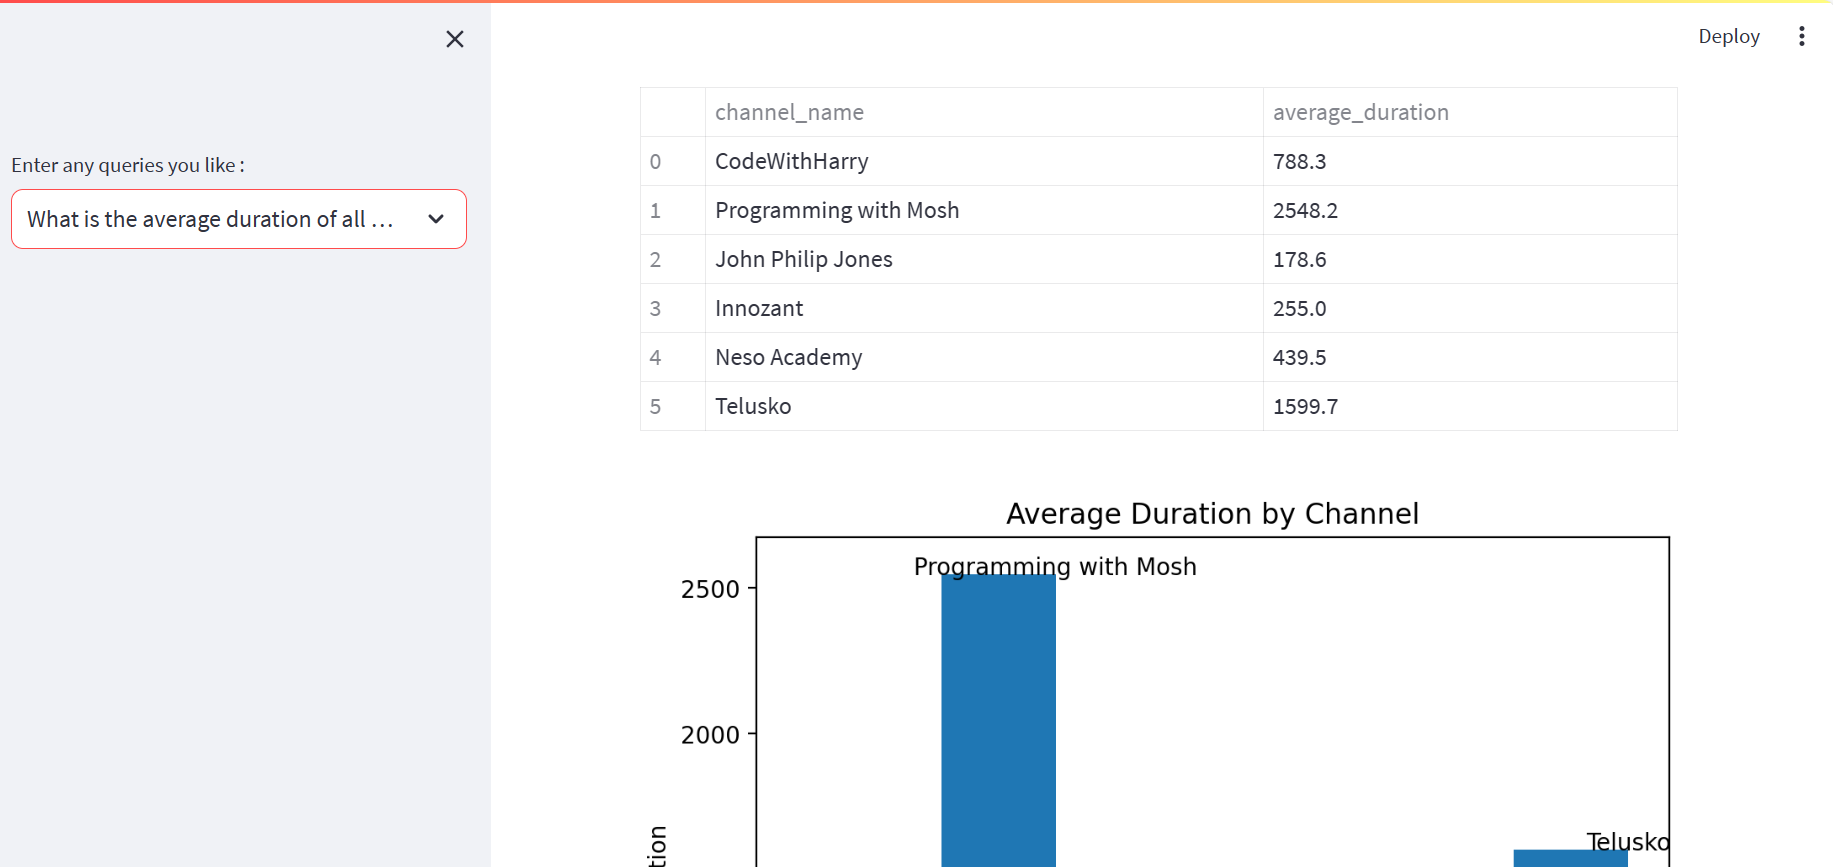 Deploy
Enter any queries you like :
What is the average duration of all ...
channel_name average_duration
0 CodeWithHarry 788.3
1 Programming with Mosh 2548.2
2 John Philip Jones 178.6
3 Innozant 255.0
4 Neso Academy 439.5
5 Telusko 1599.7
Average Duration by Channel
Programming with Mosh
2500
2000
Telusko
tion